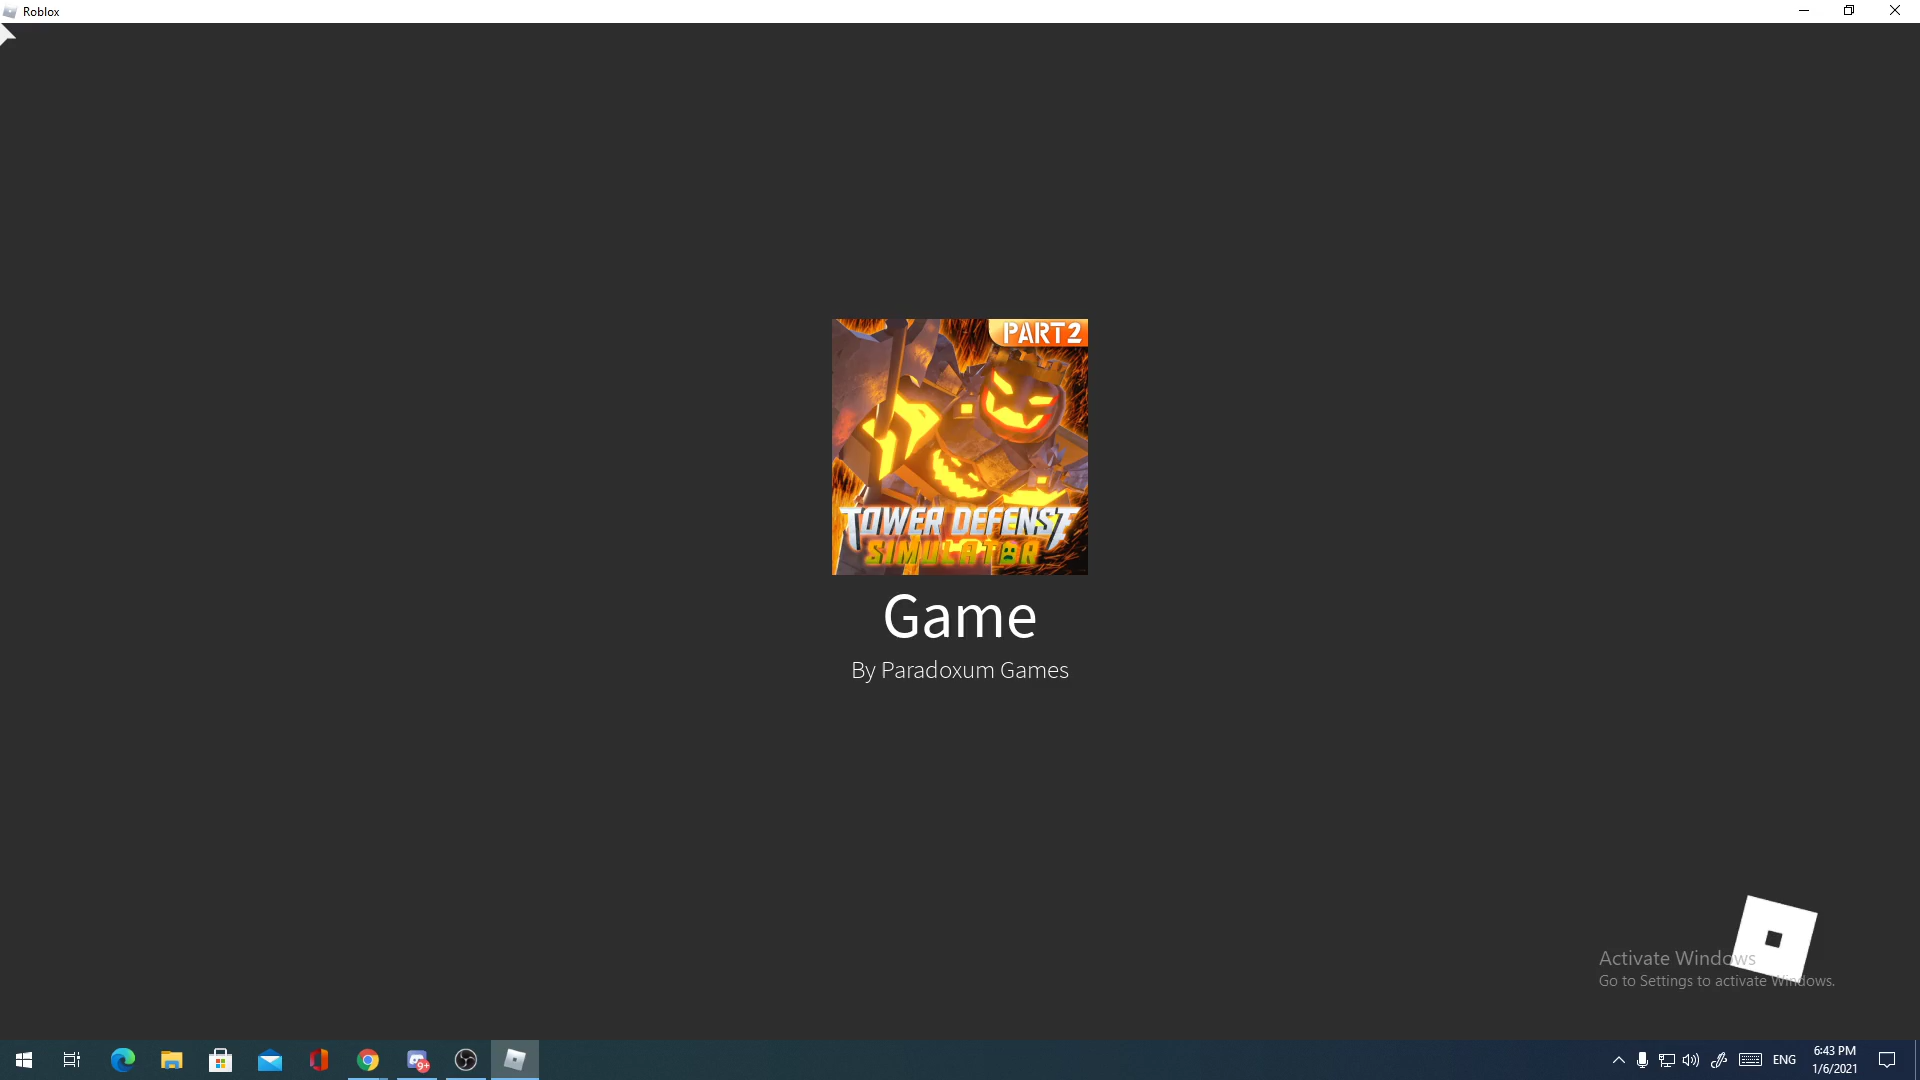 Roblox
PART 2
TOWER DEFENSE
SIMULATOR
Game
By Paradoxum Games
Activate Windows
Go to Settings to activate Windows.
9+
ENG
6:43 PM
1/6/2021